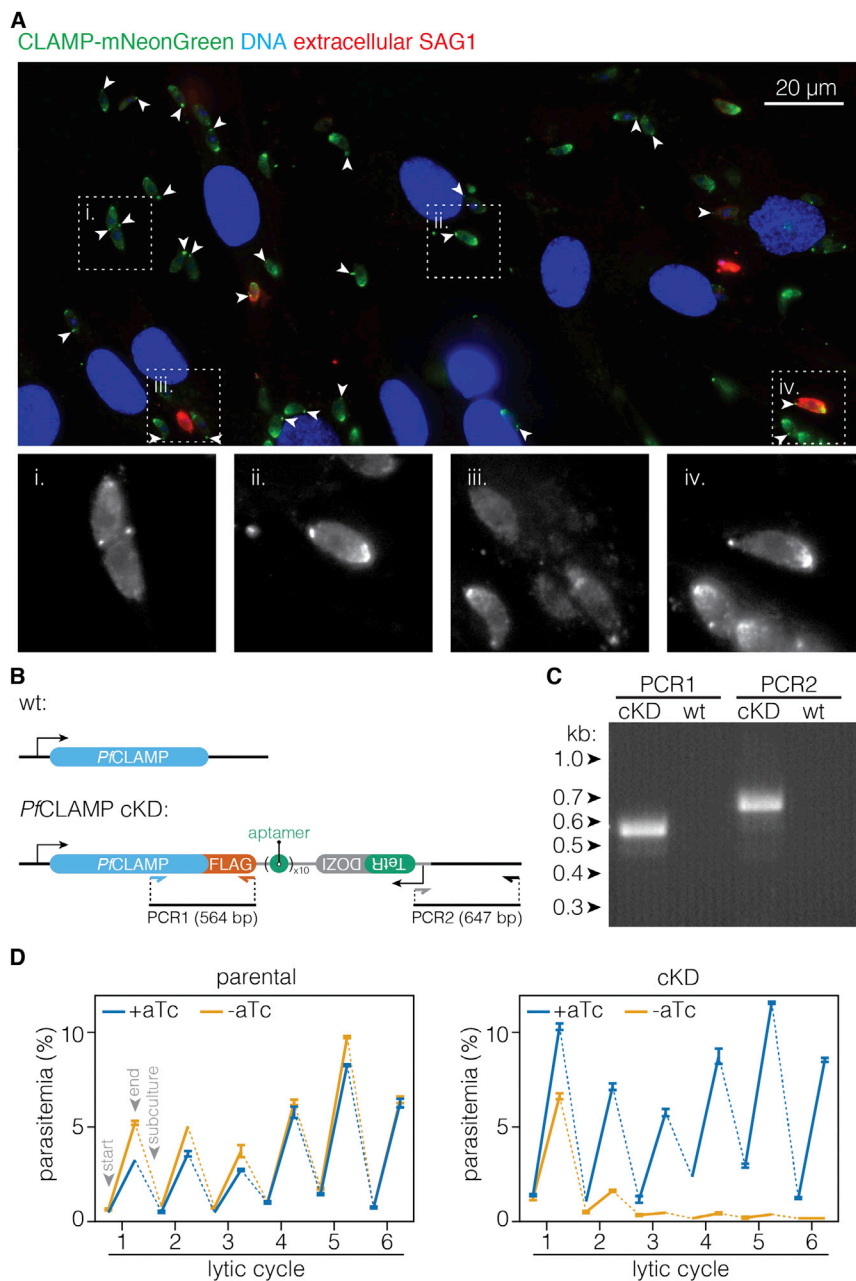 A
CLAMP-mNeonGreen DNA extracellular SAG1
20 µm
i.
ii.
iii.
iv.
i.
ii.
iii.
iv.
B
wt:
PfCLAMP
PfCLAMP cKD:
aptamer
PfCLAMP FLAG ( )x10 DOZI TetR
PCR1 (564 bp) PCR2 (647 bp)
C
PCR1 PCR2
cKD wt cKD wt
kb:
1.0
0.7
0.6
0.5
0.4
0.3
D
parental
+aTc -aTc
parasitemia (%)
10
5
0
start
end
subculture
1 2 3 4 5 6
lytic cycle
cKD
+aTc -aTc
parasitemia (%)
10
5
0
1 2 3 4 5 6
lytic cycle